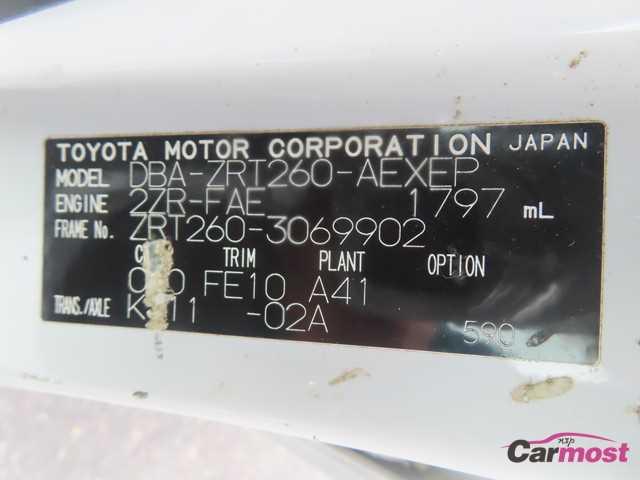 TOYOTA MOTOR CORPORATION JAPAN
MODEL DBA-ZRT260-AEXEP
ENGINE 2ZR-FAE 1797 mL
FRAME No. ZRT260-3069902
TRIM PLANT OPTION
FE10 A41
TRANS./AXLE -02A
590
Carmost